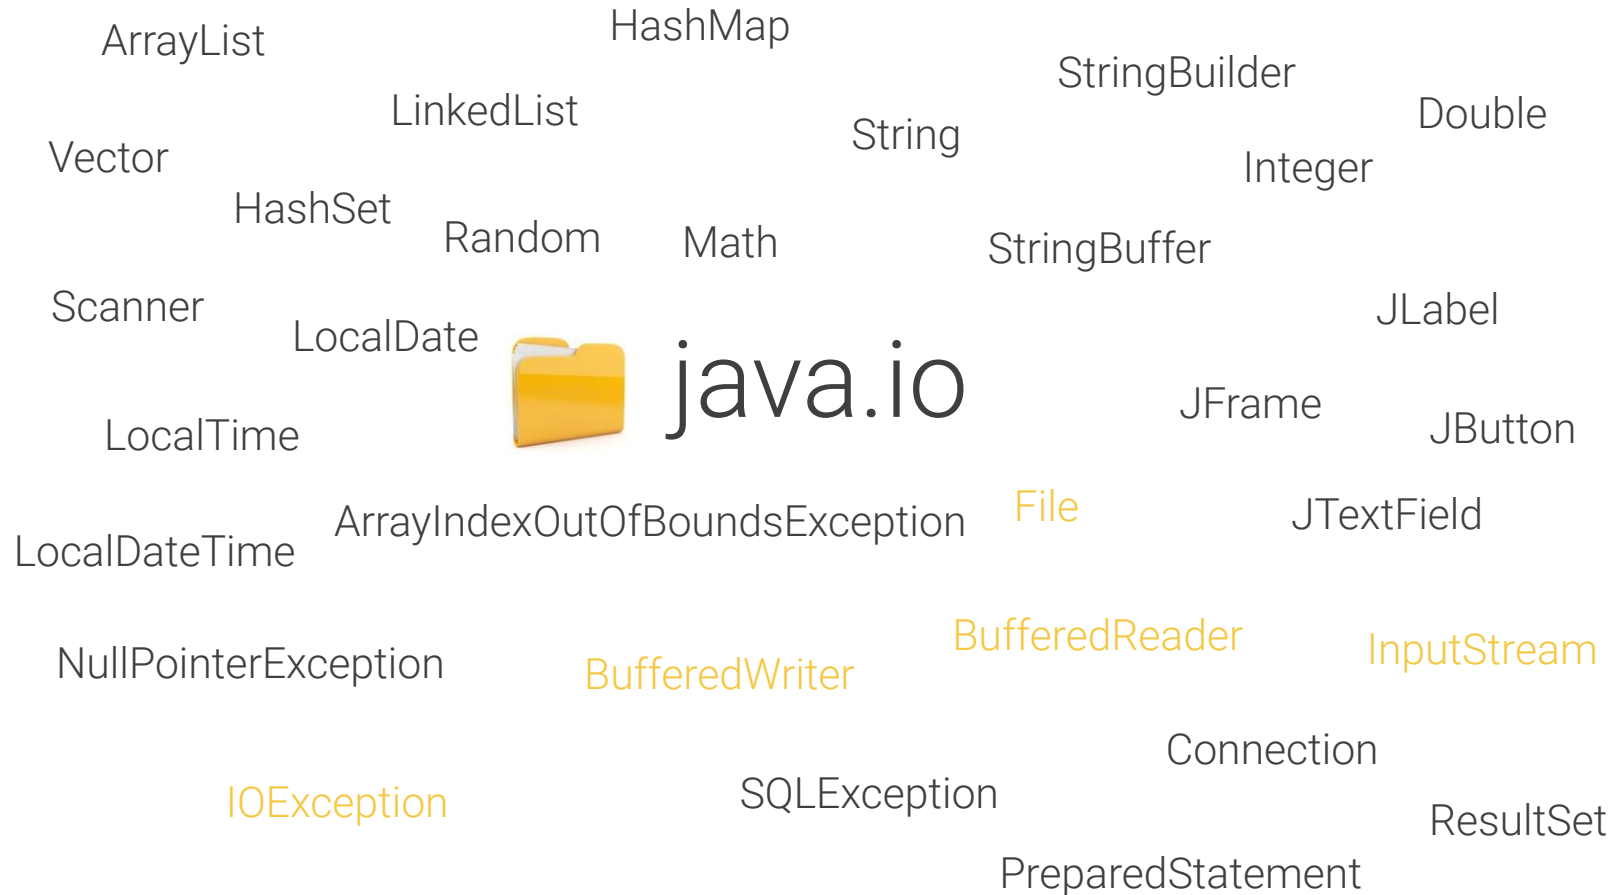 HashMap
ArrayList
StringBuilder
LinkedList
Double
String
Vector
Integer
HashSet
Random
Math
StringBuffer
Scanner
JLabel
LocalDate
java.io
JFrame
JButton
LocalTime
File
JTextField
ArrayIndexOutOfBoundsException
LocalDateTime
BufferedReader
InputStream
NullPointerException
BufferedWriter
Connection
SQLException
IOException
ResultSet
PreparedStatement